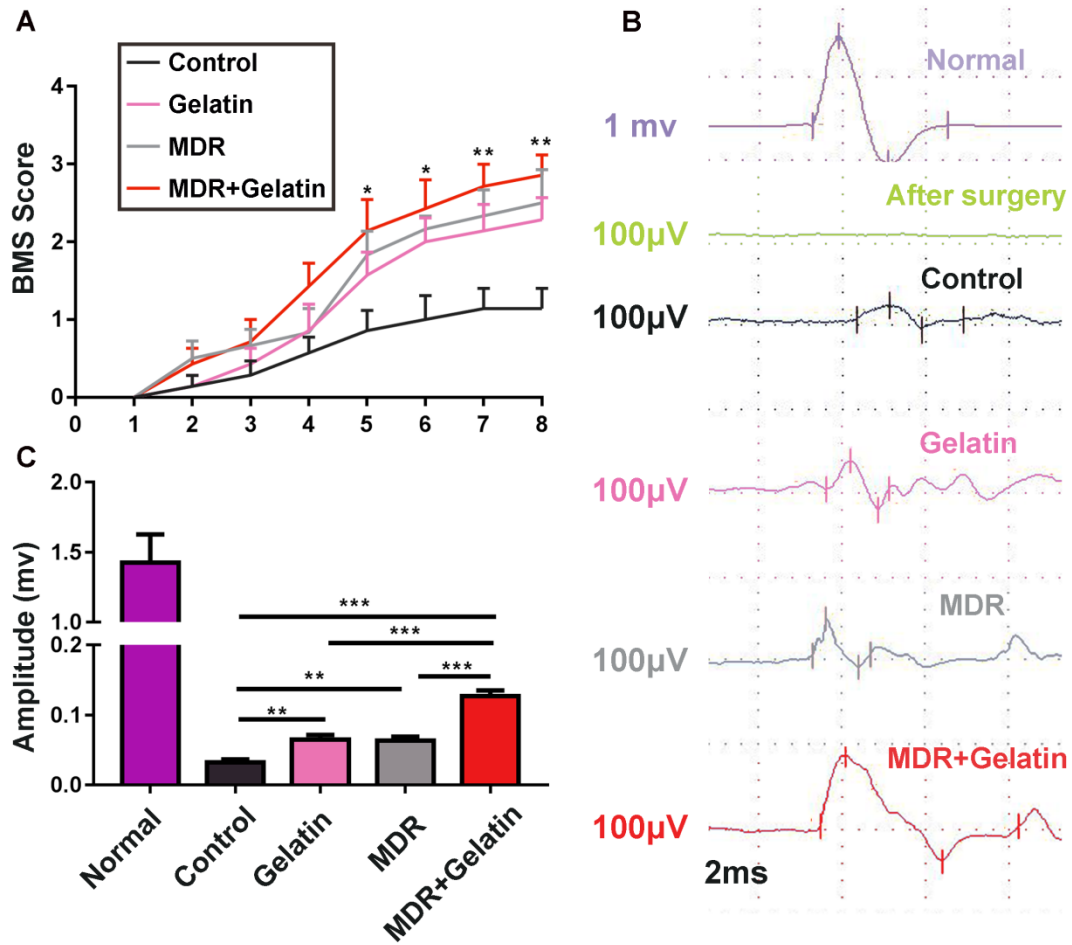 A
Control
Gelatin
MDR
MDR+Gelatin
BMS Score
4
3
2
1
0
* * ** **
0 1 2 3 4 5 6 7 8
B
Normal
1 mv
After surgery
100µV
Control
100µV
Gelatin
100µV
MDR
100µV
MDR+Gelatin
100µV
2ms
C
Amplitude (mv)
2.0
1.5
1.0
0.2
0.1
0.0
***
***
**
***
**
Normal
Control
Gelatin
MDR
MDR+Gelatin